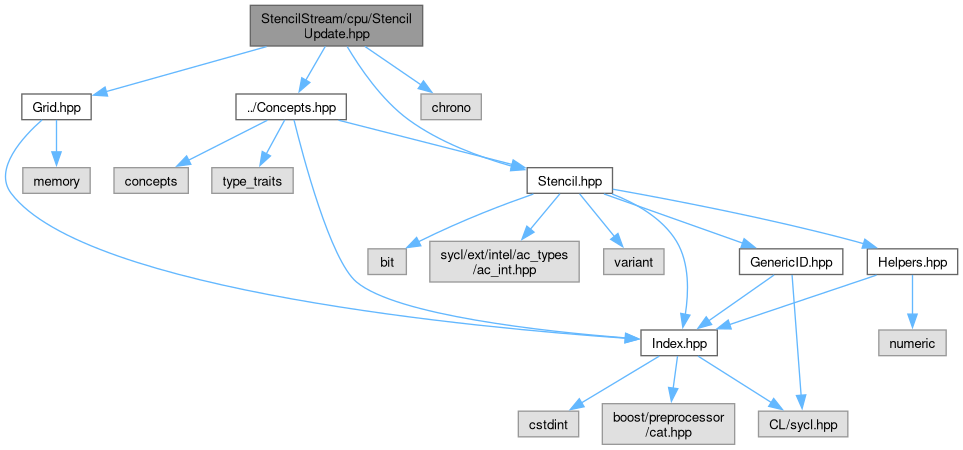 StencilStream/cpu/Stencil
Update.hpp
Grid.hpp
../Concepts.hpp
chrono
memory
concepts
type_traits
Stencil.hpp
bit
sycl/ext/intel/ac_types
/ac_int.hpp
variant
GenericID.hpp
Helpers.hpp
Index.hpp
numeric
cstdint
boost/preprocessor
/cat.hpp
CL/sycl.hpp